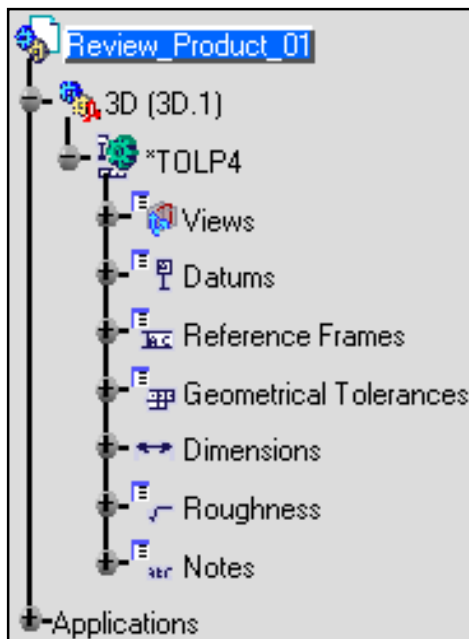 Review_Product_01
3D (3D.1)
*TOLP4
Views
Datums
Reference Frames
Geometrical Tolerances
Dimensions
Roughness
Notes
Applications